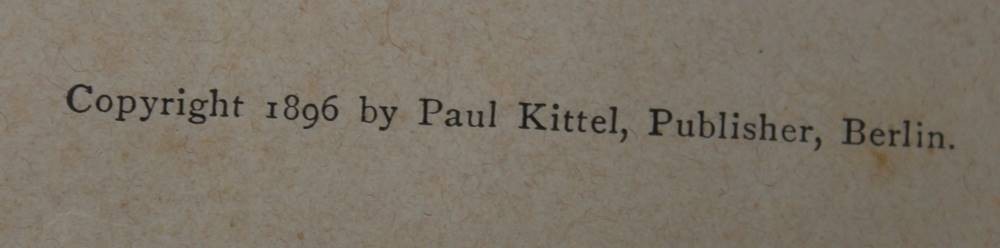 Copyright 1896 by Paul Kittel, Publisher, Berlin.